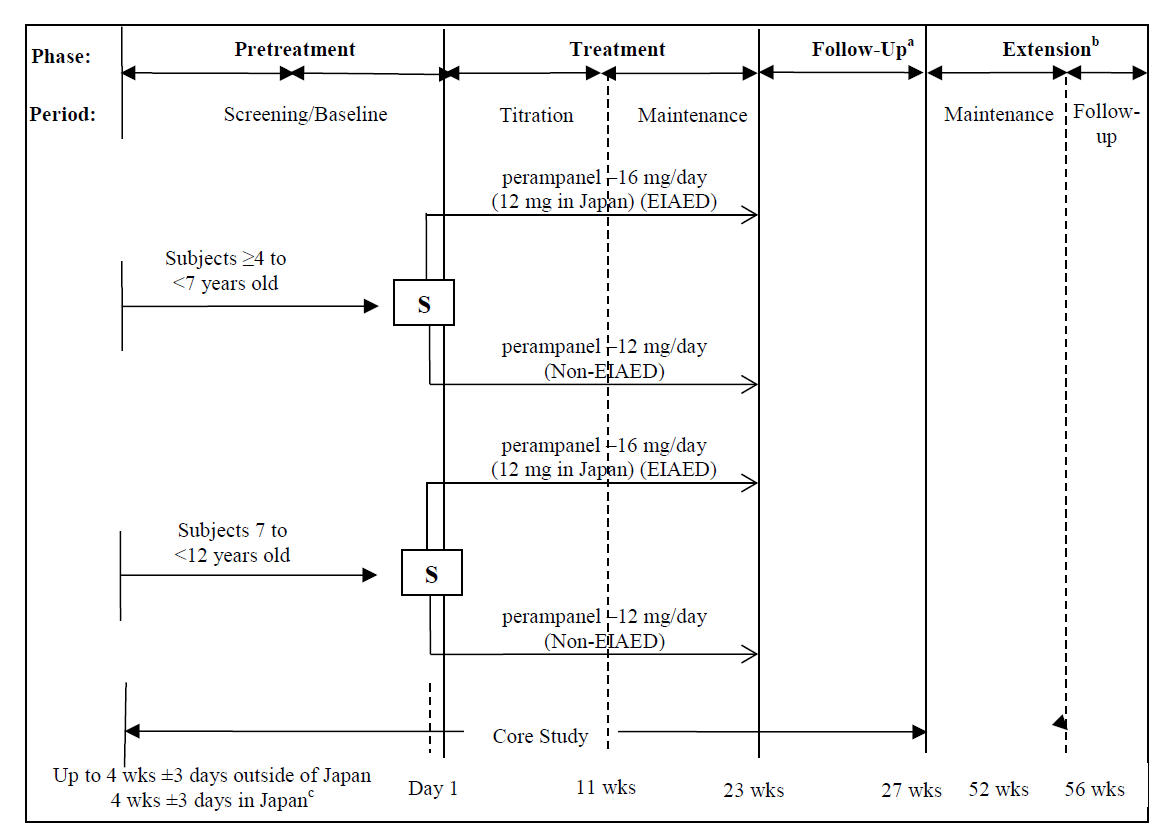 Phase: Pretreatment Treatment Follow-Upᵃ Extensionᵇ
Period: Screening/Baseline Titration Maintenance Maintenance Follow-
up
perampanel –16 mg/day
(12 mg in Japan) (EIAED)
Subjects ≥4 to
<7 years old
S
perampanel –12 mg/day
(Non-EIAED)
perampanel –16 mg/day
(12 mg in Japan) (EIAED)
Subjects 7 to
<12 years old
S
perampanel –12 mg/day
(Non-EIAED)
Core Study
Up to 4 wks ±3 days outside of Japan
4 wks ±3 days in Japanᶜ
Day 1 11 wks 23 wks 27 wks 52 wks 56 wks